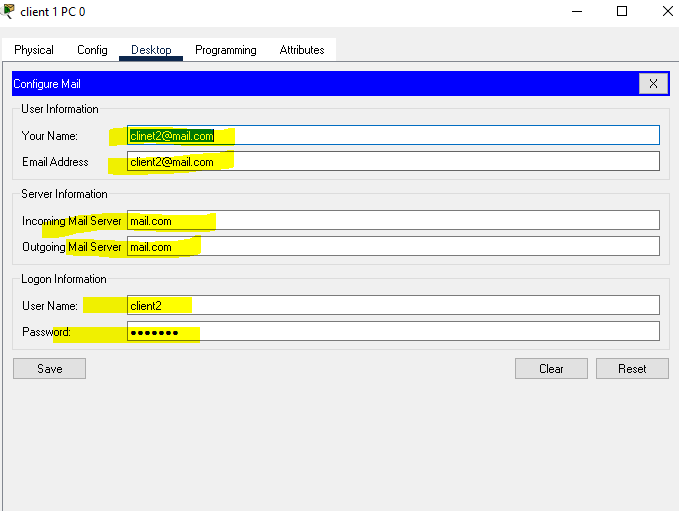 client 1 PC 0
Physical Config Desktop Programming Attributes
Configure Mail X
User Information
Your Name: clinet2@mail.com
Email Address client2@mail.com
Server Information
Incoming Mail Server mail.com
Outgoing Mail Server mail.com
Logon Information
User Name: client2
Password: •••••••
Save Clear Reset